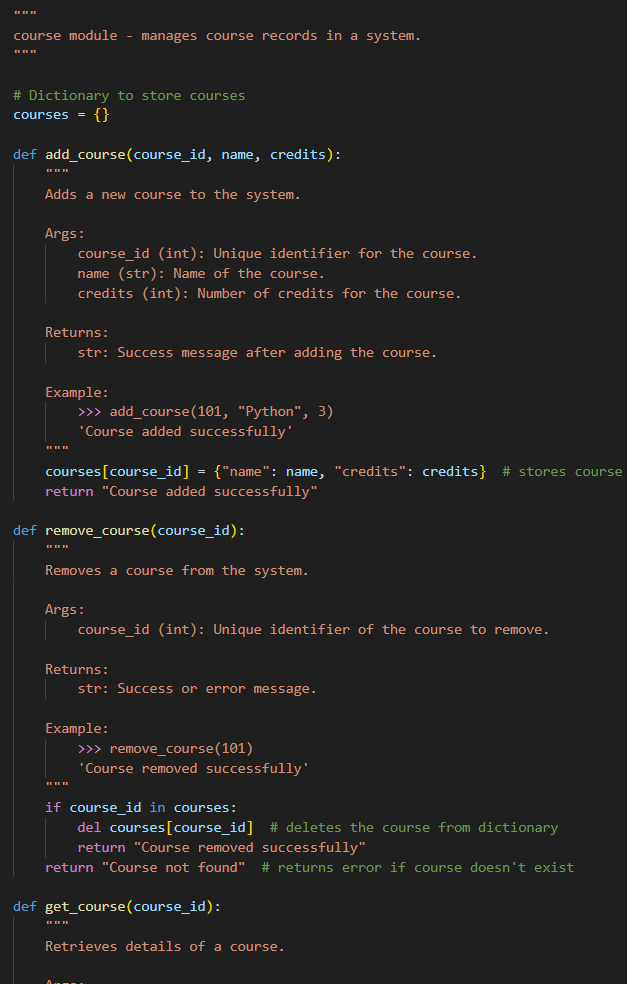 """
course module - manages course records in a system.
"""
# Dictionary to store courses
courses = {}
def add_course(course_id, name, credits):
"""
Adds a new course to the system.
Args:
course_id (int): Unique identifier for the course.
name (str): Name of the course.
credits (int): Number of credits for the course.
Returns:
str: Success message after adding the course.
Example:
>>> add_course(101, "Python", 3)
'Course added successfully'
"""
courses[course_id] = {"name": name, "credits": credits}  # stores course
return "Course added successfully"
def remove_course(course_id):
"""
Removes a course from the system.
Args:
course_id (int): Unique identifier of the course to remove.
Returns:
str: Success or error message.
Example:
>>> remove_course(101)
'Course removed successfully'
"""
if course_id in courses:
del courses[course_id]  # deletes the course from dictionary
return "Course removed successfully"
return "Course not found"  # returns error if course doesn't exist
def get_course(course_id):
"""
Retrieves details of a course.
Args: